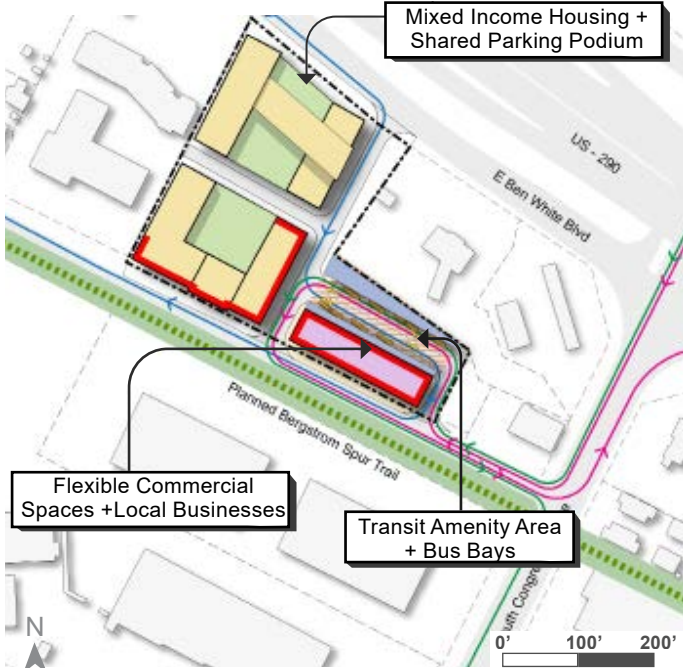 Mixed Income Housing +
Shared Parking Podium
US - 290
E Ben White Blvd
Planned Bergstrom Spur Trail
Flexible Commercial
Spaces +Local Businesses
Transit Amenity Area
+ Bus Bays
N
0' 100' 200'